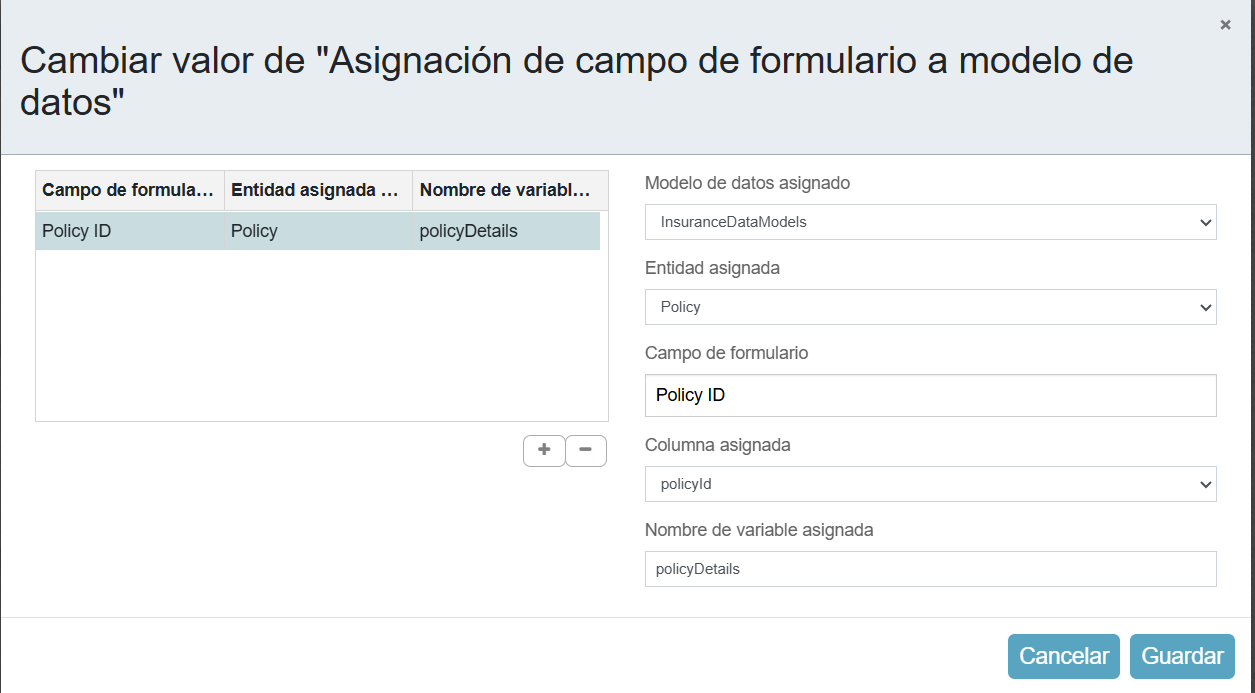 ×
Cambiar valor de "Asignación de campo de formulario a modelo de
datos"
Campo de formula... Entidad asignada ... Nombre de variabl...
Policy ID Policy policyDetails
+ −
Modelo de datos asignado
InsuranceDataModels
Entidad asignada
Policy
Campo de formulario
Policy ID
Columna asignada
policyId
Nombre de variable asignada
policyDetails
Cancelar Guardar